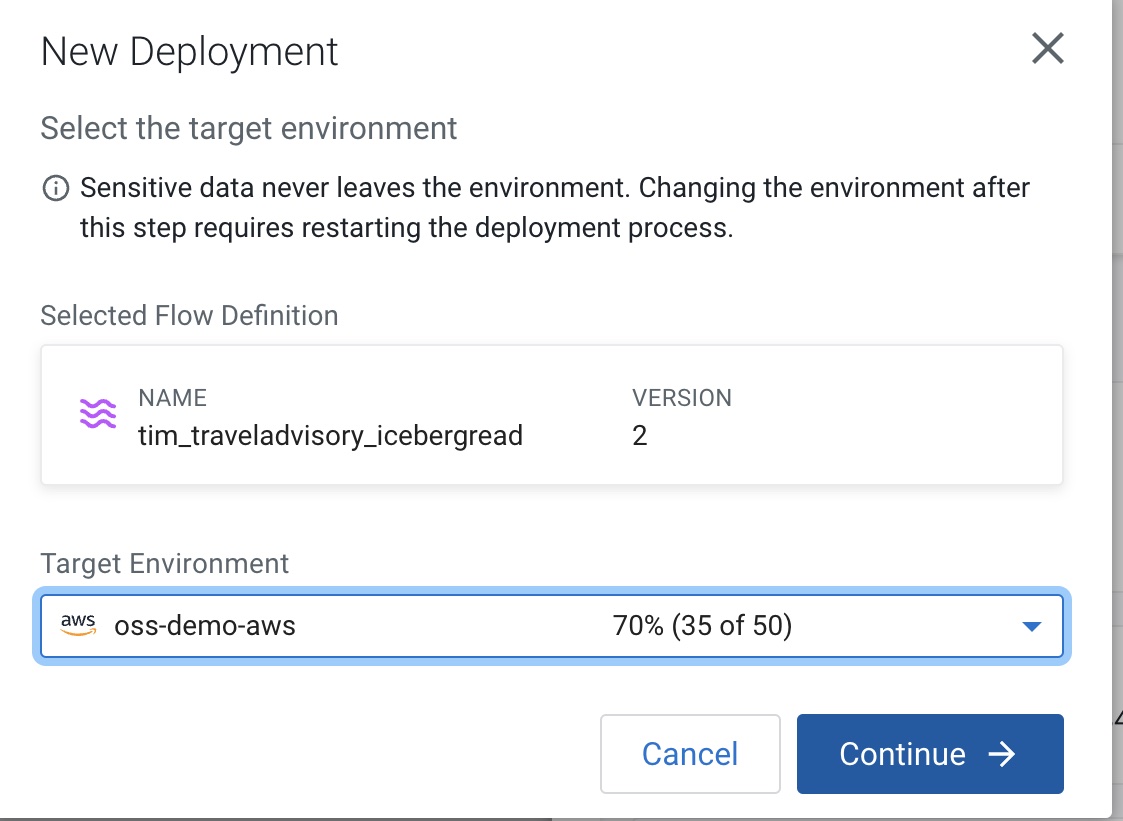 New Deployment
Select the target environment
Sensitive data never leaves the environment. Changing the environment after
this step requires restarting the deployment process.
Selected Flow Definition
NAME VERSION
tim_traveladvisory_icebergread 2
Target Environment
aws oss-demo-aws 70% (35 of 50)
Cancel Continue